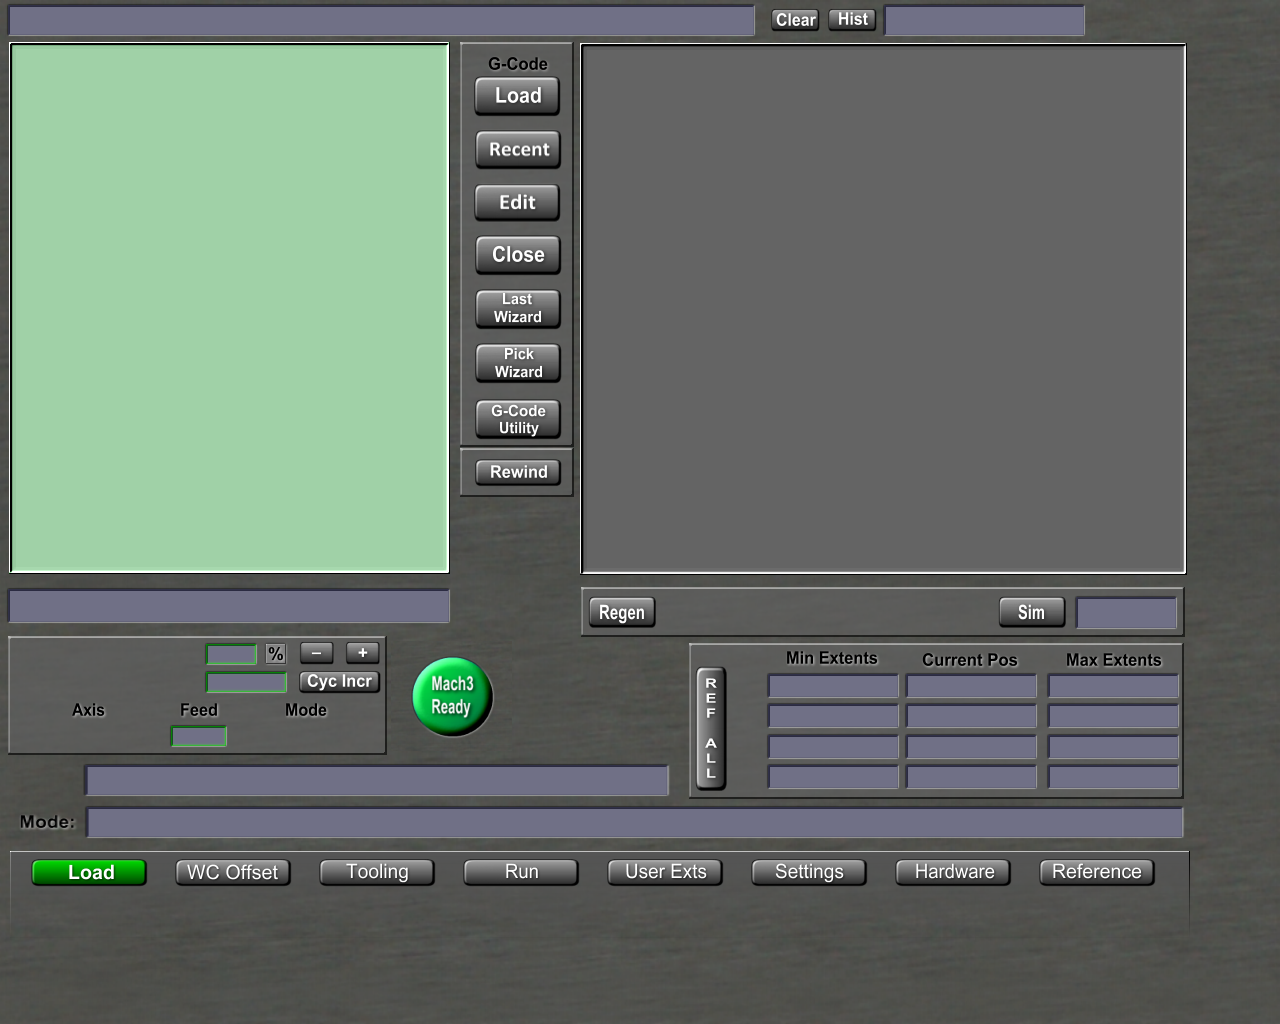 Clear
Hist
G-Code
Load
Recent
Edit
Close
Last
Wizard
Pick
Wizard
G-Code
Utility
Rewind
Regen
Sim
%
–
+
Cyc Incr
Axis
Feed
Mode
Mach3
Ready
REF ALL
Min Extents
Current Pos
Max Extents
Mode:
Load
WC Offset
Tooling
Run
User Exts
Settings
Hardware
Reference